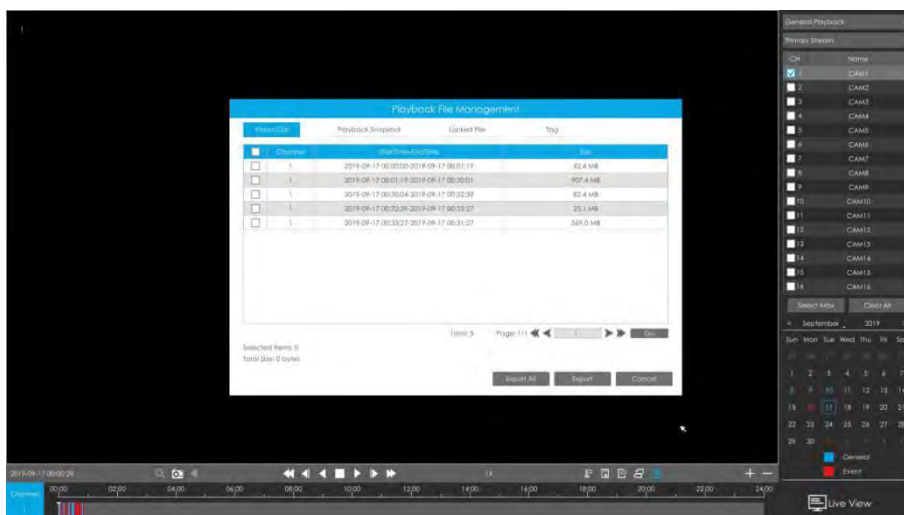 General Playback
Primary Stream
CH Name
1 CAM1
2 CAM2
3 CAM3
4 CAM4
5 CAM5
6 CAM6
7 CAM7
8 CAM8
9 CAM9
10 CAM10
11 CAM11
12 CAM12
13 CAM13
14 CAM14
15 CAM15
16 CAM16
Select Max Clear All
< September 2019
Sun Mon Tue Wed Thu Fri
1 2 3 4 5 6 7
8 9 10 11 12 13 14
15 16 17 18 19 20 21
22 23 24 25 26 27 28
29 30
General
Event
Live View
Playback File Management
Video Clip Playback Snapshot Locked File Tag
Channel StartTime-EndTime Size
1 2019-09-17 00:00:00-2019-09-17 00:01:19 42.4 MB
1 2019-09-17 00:01:19-2019-09-17 00:30:01 907.4 MB
1 2019-09-17 00:30:04-2019-09-17 00:32:39 82.4 MB
1 2019-09-17 00:32:39-2019-09-17 00:33:27 25.1 MB
1 2019-09-17 00:33:27-2019-09-17 00:51:27 569.0 MB
Total: 5 Page: 1/1 1 Go
Selected Items: 0
Total Size: 0 bytes
Export All Export Cancel
2019-09-17 00:00:28 1X
Channel 00:00 02:00 04:00 06:00 08:00 10:00 12:00 14:00 16:00 18:00 20:00 22:00 24:00
1